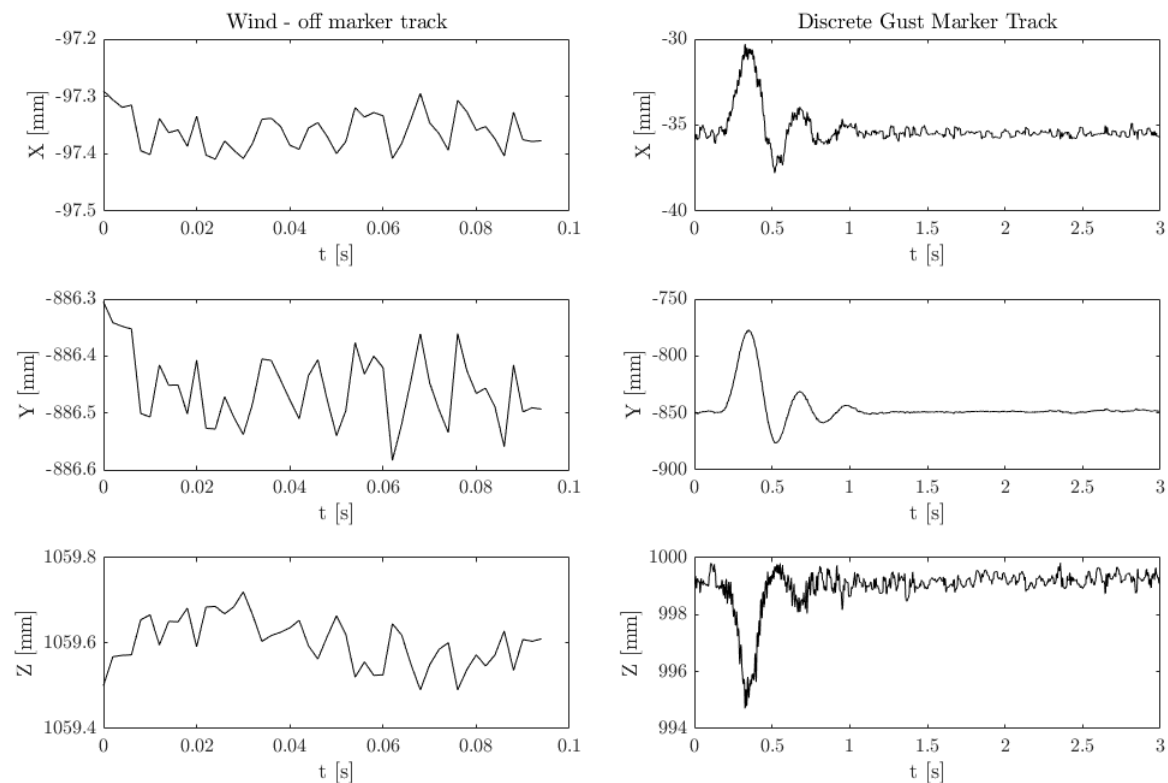 Wind - off marker track
-97.2
-97.3
-97.4
-97.5
X [mm]
0 0.02 0.04 0.06 0.08 0.1
t [s]
Discrete Gust Marker Track
-30
-35
-40
X [mm]
0 0.5 1 1.5 2 2.5 3
t [s]
-886.3
-886.4
-886.5
-886.6
Y [mm]
0 0.02 0.04 0.06 0.08 0.1
t [s]
-750
-800
-850
-900
Y [mm]
0 0.5 1 1.5 2 2.5 3
t [s]
1059.8
1059.6
1059.4
Z [mm]
0 0.02 0.04 0.06 0.08 0.1
t [s]
1000
998
996
994
Z [mm]
0 0.5 1 1.5 2 2.5 3
t [s]